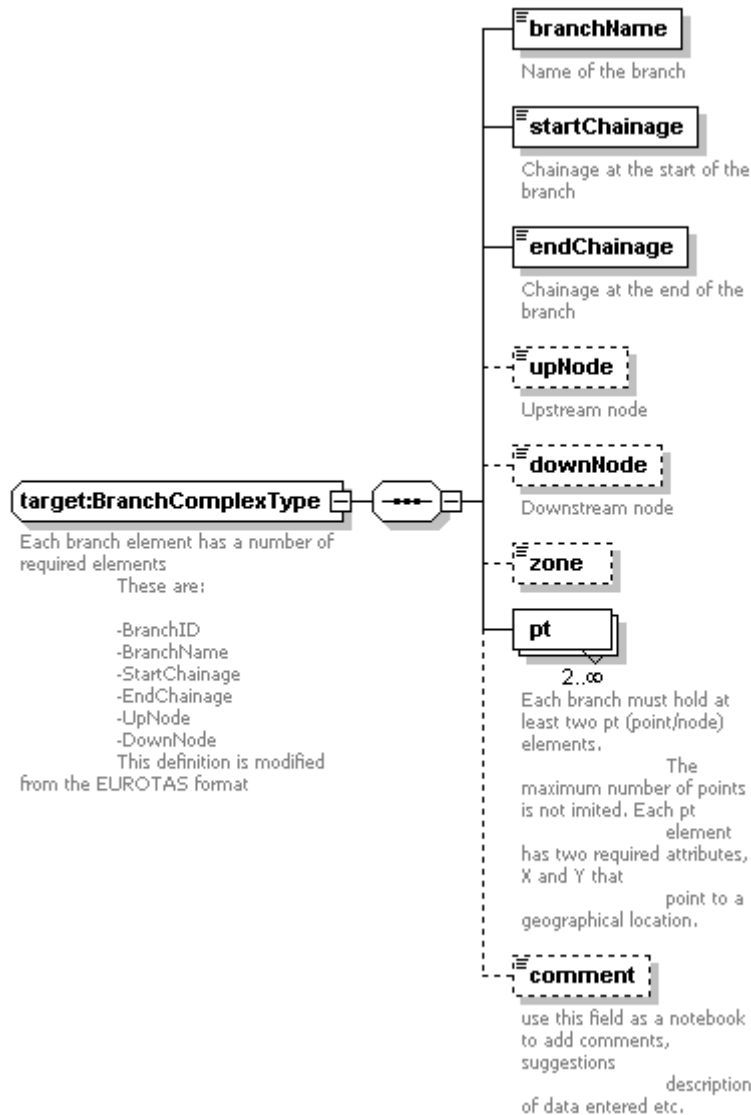 branchName
Name of the branch
startChainage
Chainage at the start of the
branch
endChainage
Chainage at the end of the
branch
upNode
Upstream node
downNode
Downstream node
target:BranchComplexType
Each branch element has a number of
required elements
These are:
-BranchID
-BranchName
-StartChainage
-EndChainage
-UpNode
-DownNode
This definition is modified
from the EUROTAS format
zone
pt
2..∞
Each branch must hold at
least two pt (point/node)
elements.
The
maximum number of points
is not imited. Each pt
element
has two required attributes,
X and Y that
point to a
geographical location.
comment
use this field as a notebook
to add comments,
suggestions
description
of data entered etc.